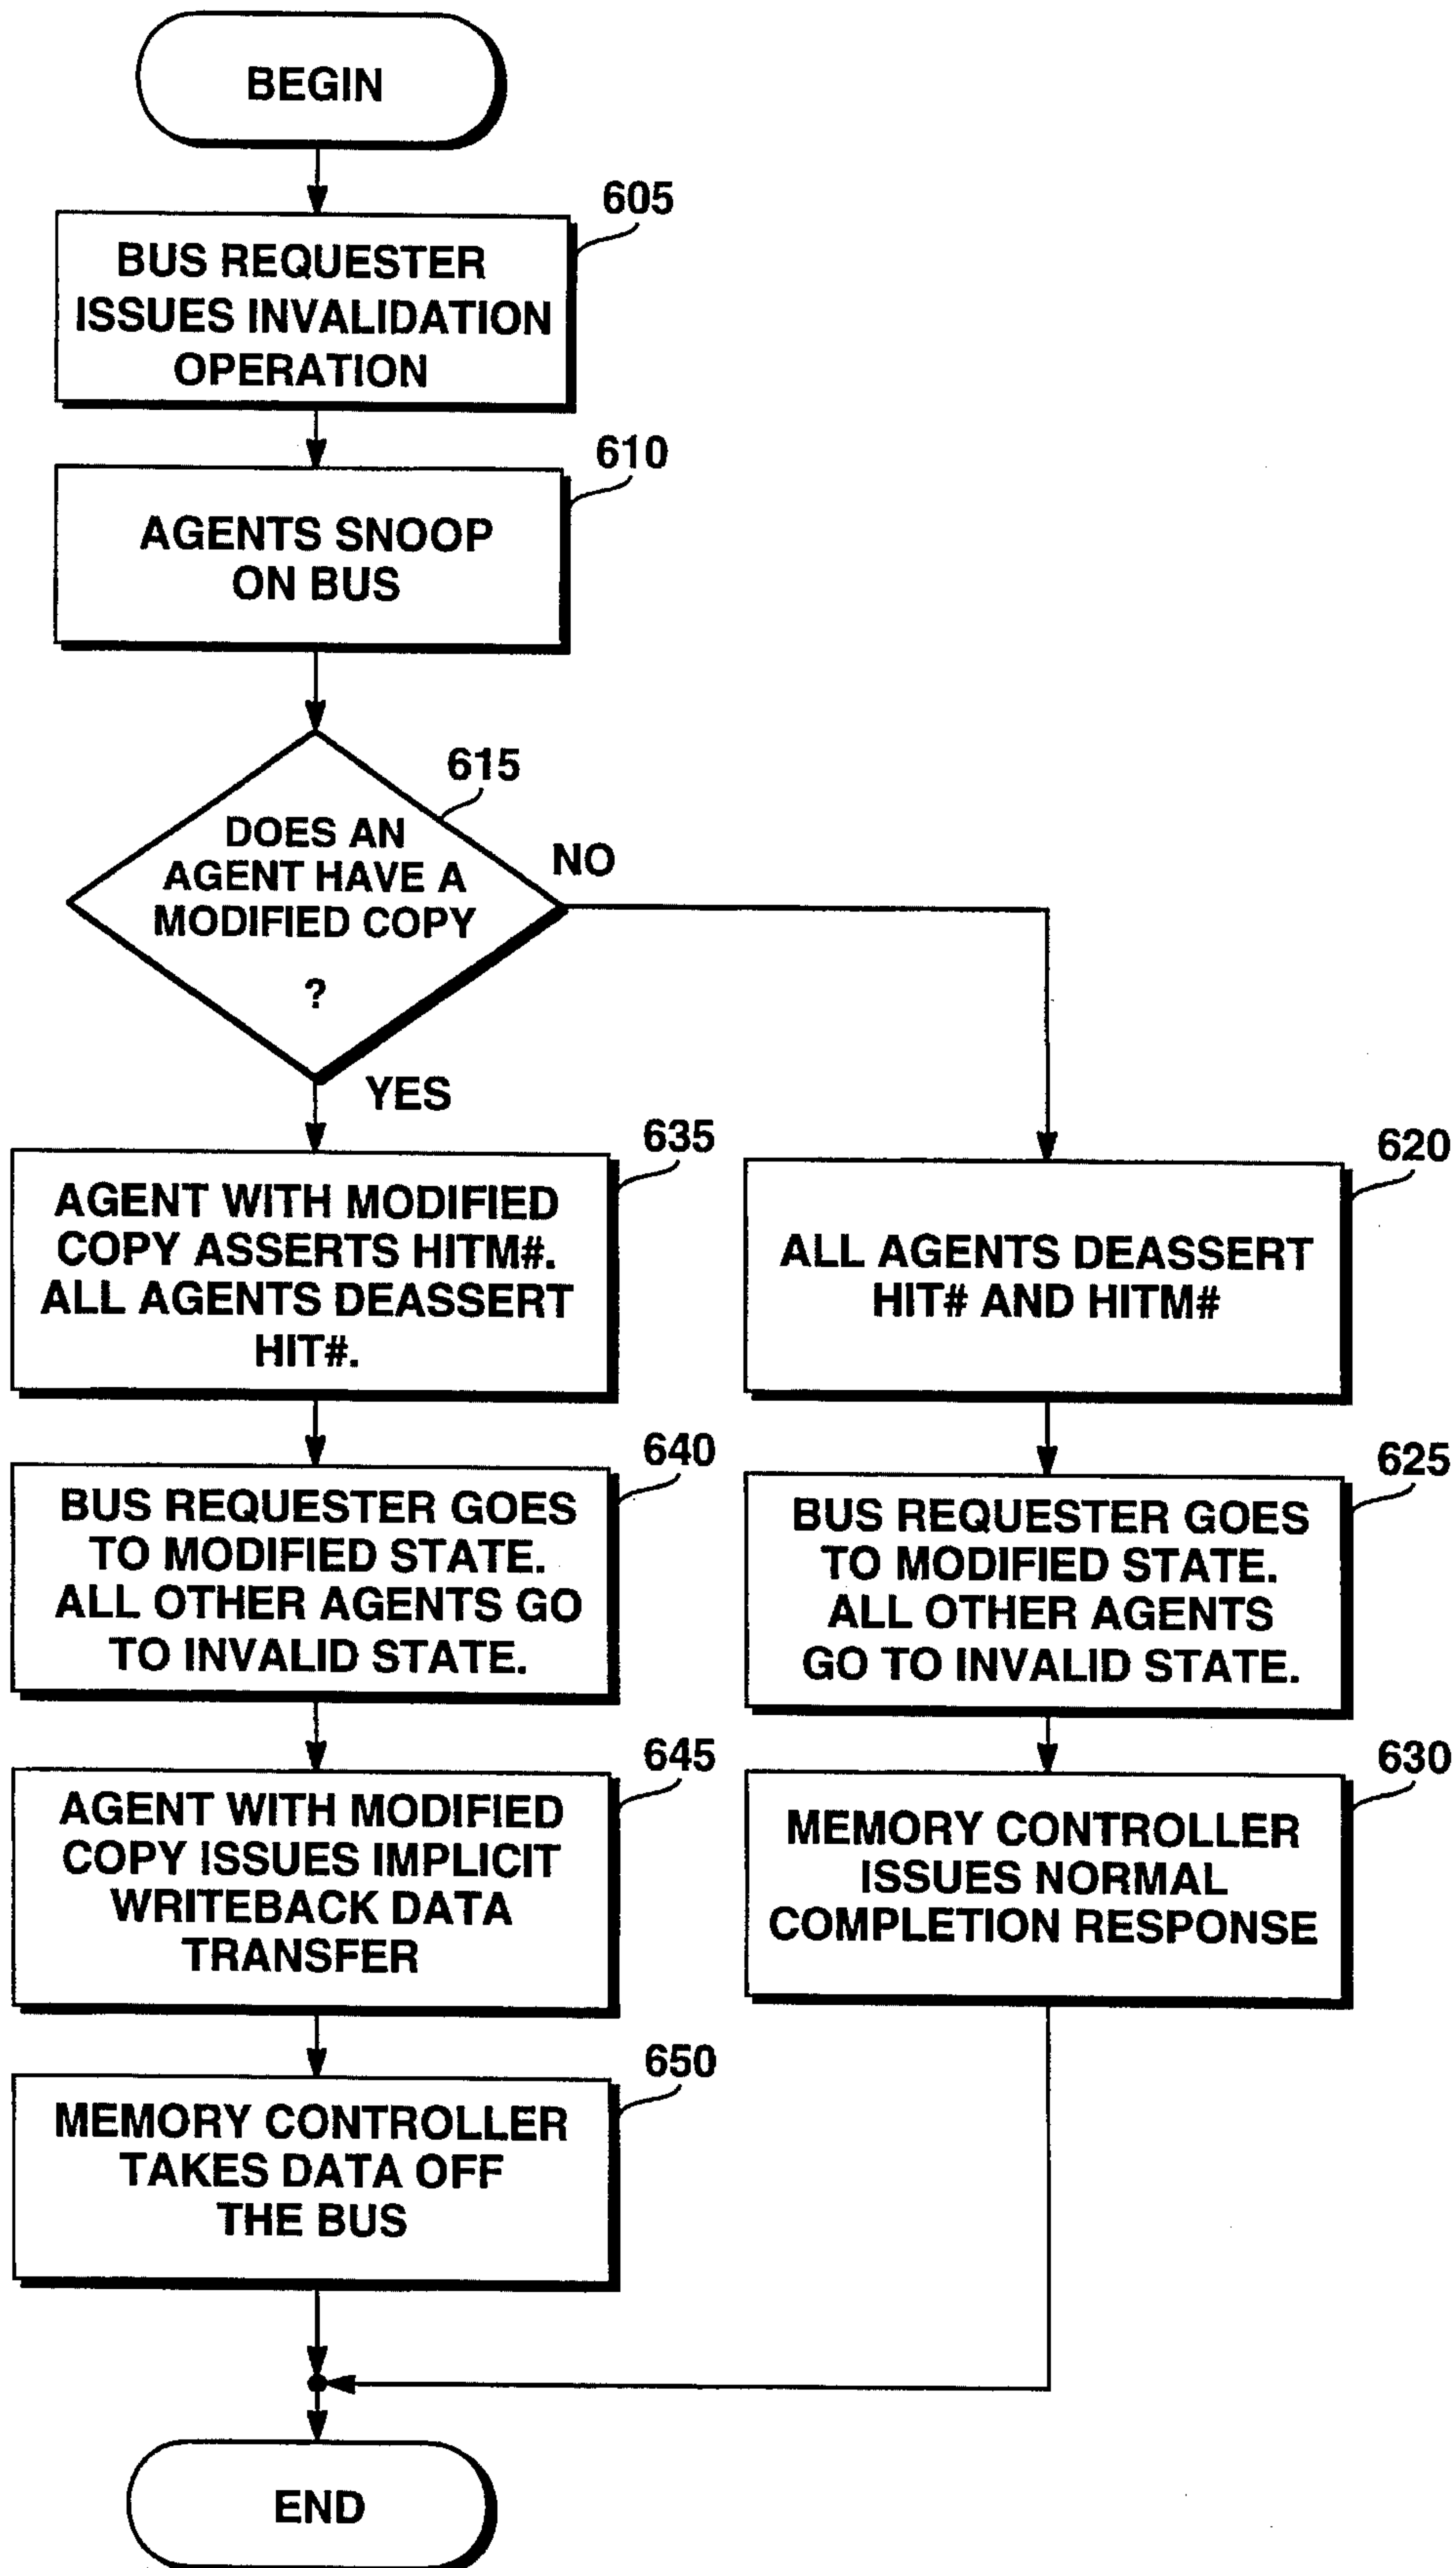 BEGIN
605
BUS REQUESTER
ISSUES INVALIDATION
OPERATION
610
AGENTS SNOOP
ON BUS
615
DOES AN
AGENT HAVE A
MODIFIED COPY
?
NO
YES
635
AGENT WITH MODIFIED
COPY ASSERTS HITM#.
ALL AGENTS DEASSERT
HIT#.
620
ALL AGENTS DEASSERT
HIT# AND HITM#
640
BUS REQUESTER GOES
TO MODIFIED STATE.
ALL OTHER AGENTS GO
TO INVALID STATE.
625
BUS REQUESTER GOES
TO MODIFIED STATE.
ALL OTHER AGENTS
GO TO INVALID STATE.
645
AGENT WITH MODIFIED
COPY ISSUES IMPLICIT
WRITEBACK DATA
TRANSFER
630
MEMORY CONTROLLER
ISSUES NORMAL
COMPLETION RESPONSE
650
MEMORY CONTROLLER
TAKES DATA OFF
THE BUS
END